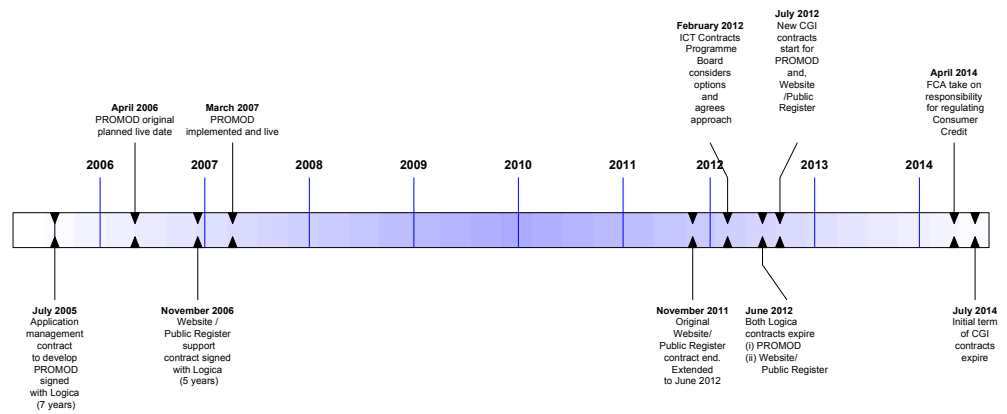 April 2006
PROMOD original
planned live date
March 2007
PROMOD
implemented and live
February 2012
ICT Contracts
Programme
Board
considers
options
and
agrees
approach
July 2012
New CGI
contracts
start for
PROMOD
and,
Website
/Public
Register
April 2014
FCA take on
responsibility
for regulating
Consumer
Credit
2006
2007
2008
2009
2010
2011
2012
2013
2014
July 2005
Application
management
contract
to develop
PROMOD
signed
with Logica
(7 years)
November 2006
Website /
Public Register
support
contract signed
with Logica
(5 years)
November 2011
Original
Website/
Public Register
contract end.
Extended
to June 2012
June 2012
Both Logica
contracts expire
(i) PROMOD
(ii) Website/
Public Register
July 2014
Initial term
of CGI
contracts
expire